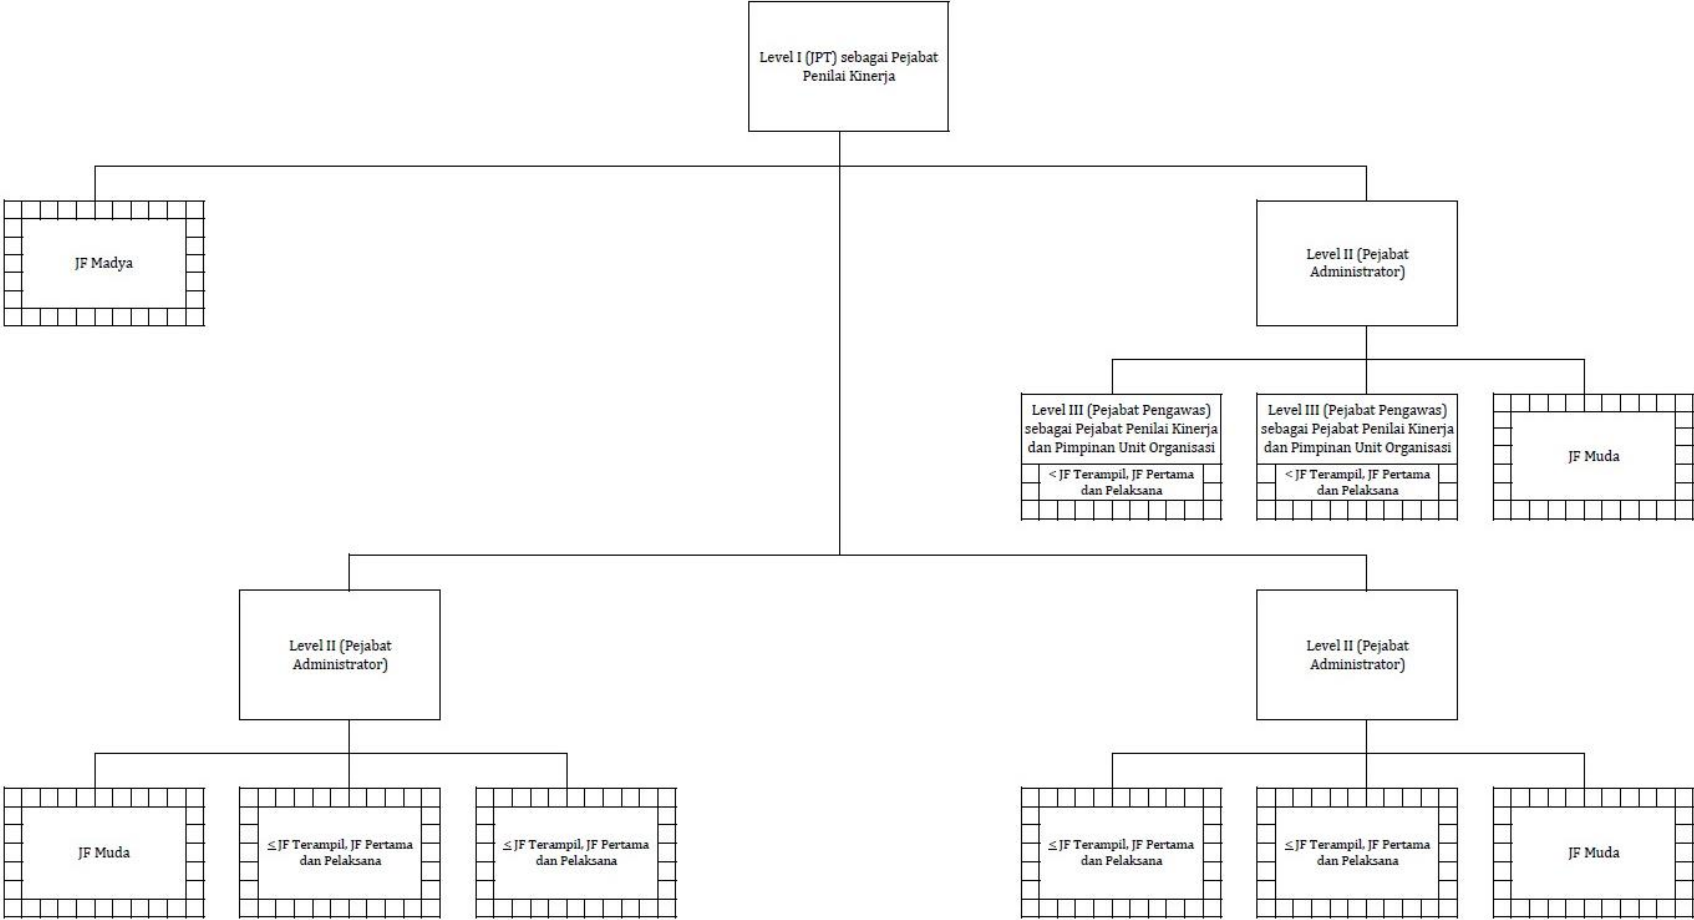 Level I (JPT) sebagai Pejabat
Penilai Kinerja
JF Madya
Level II (Pejabat
Administrator)
Level III (Pejabat Pengawas)
sebagai Pejabat Penilai Kinerja
dan Pimpinan Unit Organisasi
< JF Terampil, JF Pertama
dan Pelaksana
Level III (Pejabat Pengawas)
sebagai Pejabat Penilai Kinerja
dan Pimpinan Unit Organisasi
< JF Terampil, JF Pertama
dan Pelaksana
JF Muda
Level II (Pejabat
Administrator)
Level II (Pejabat
Administrator)
JF Muda
≤ JF Terampil, JF Pertama
dan Pelaksana
≤ JF Terampil, JF Pertama
dan Pelaksana
≤ JF Terampil, JF Pertama
dan Pelaksana
≤ JF Terampil, JF Pertama
dan Pelaksana
JF Muda